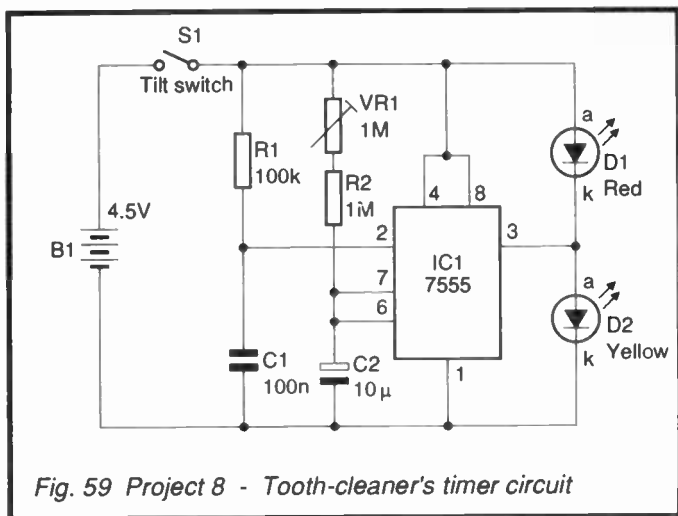 S1
Tilt switch
VR1
1M
R1
100k
R2
1M
a
D1
k
Red
4
8
4.5V
B1
2
3
IC1
7555
7
6
a
D2
k
Yellow
1
C1
100n
C2
10µ
Fig. 59 Project 8 - Tooth-cleaner's timer circuit